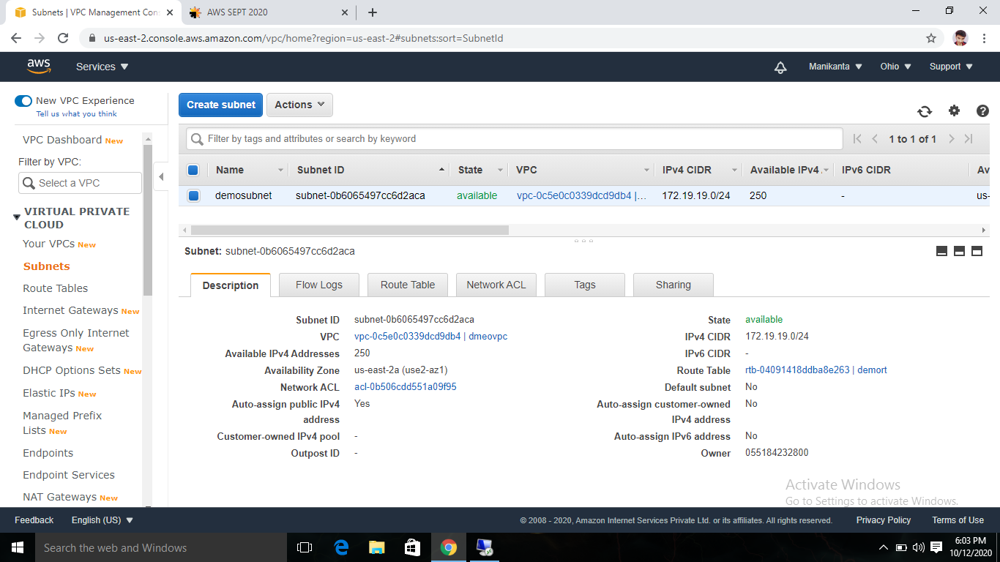 Subnets | VPC Management Con
AWS SEPT 2020
us-east-2.console.aws.amazon.com/vpc/home?region=us-east-2#subnets:sort=SubnetId
aws
Services
Manikanta
Ohio
Support
New VPC Experience
Tell us what you think
VPC Dashboard New
Filter by VPC:
Select a VPC
VIRTUAL PRIVATE
CLOUD
Your VPCs New
Subnets
Route Tables
Internet Gateways New
Egress Only Internet
Gateways New
DHCP Options Sets New
Elastic IPs New
Managed Prefix
Lists New
Endpoints
Endpoint Services
NAT Gateways New
Create subnet
Actions
Filter by tags and attributes or search by keyword
1 to 1 of 1
Name Subnet ID State VPC IPv4 CIDR Available IPv4 IPv6 CIDR Av
demosubnet subnet-0b6065497cc6d2aca available vpc-0c5e0c0339dcd9db4 |... 172.19.19.0/24 250 - us-
Subnet: subnet-0b6065497cc6d2aca
Description
Flow Logs
Route Table
Network ACL
Tags
Sharing
Subnet ID subnet-0b6065497cc6d2aca
VPC vpc-0c5e0c0339dcd9db4 | dmeovpc
Available IPv4 Addresses 250
Availability Zone us-east-2a (use2-az1)
Network ACL acl-0b506cdd551a09f95
Auto-assign public IPv4 Yes
address
Customer-owned IPv4 pool -
Outpost ID -
State available
IPv4 CIDR 172.19.19.0/24
IPv6 CIDR -
Route Table rtb-04091418ddba8e263 | demort
Default subnet No
Auto-assign customer-owned No
IPv4 address
Auto-assign IPv6 address No
Owner 055184232800
Activate Windows
Go to Settings to activate Windows.
Feedback
English (US)
© 2008 - 2020, Amazon Internet Services Private Ltd. or its affiliates. All rights reserved.
Privacy Policy
Terms of Use
Search the web and Windows
6:03 PM
10/12/2020